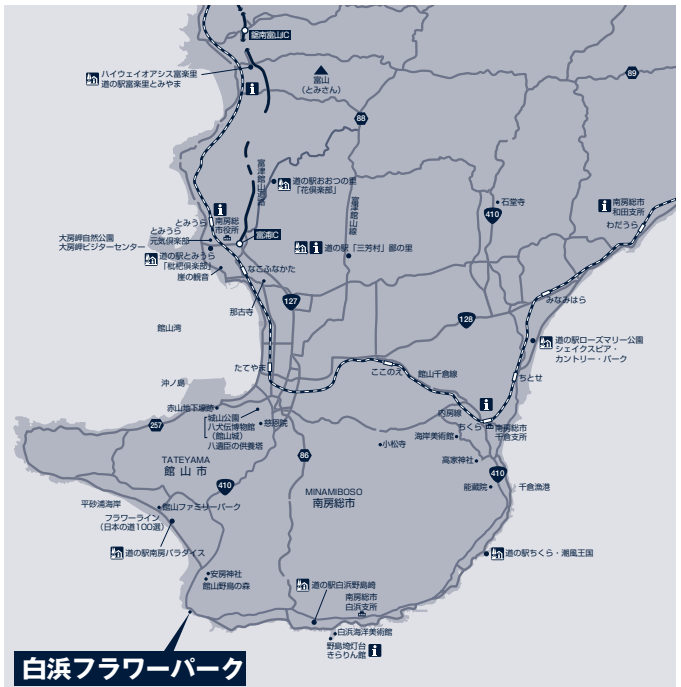 鋸南富山IC
ハイウェイオアシス富楽里
道の駅富楽里とみやま
富山
(とみさん)
89
88
富津館山道路
道の駅おおつの里
「花倶楽部」
富津館山線
石堂寺
410
南房総市
和田支所
わだうら
とみうら
南房総
市役所
とみうら
元気倶楽部
富浦IC
大房岬自然公園
大房岬ビジターセンター
道の駅とみうら
「枇杷倶楽部」
崖の観音
道の駅「三芳村」鄙の里
なこふなかた
那古寺
127
みなみはら
128
館山湾
道の駅ローズマリー公園
シェイクスピア・
カントリー・パーク
たてやま
ここのえ
館山千倉線
ちとせ
沖ノ島
赤山地下壕跡
257
城山公園
八犬伝博物館
(館山城)
八遺臣の供養塔
慈恩院
内房線
ちくら
南房総市
千倉支所
海岸美術館
小松寺
86
高家神社
TATEYAMA
館山市
410
MINAMIBOSO
南房総市
410
能蔵院
千倉漁港
平砂浦海岸
館山ファミリーパーク
フラワーライン
(日本の道100選)
道の駅南房パラダイス
道の駅ちくら・潮風王国
安房神社
館山野鳥の森
道の駅白浜野島崎
南房総市
白浜支所
白浜海洋美術館
野島埼灯台
きらりん館
白浜フラワーパーク